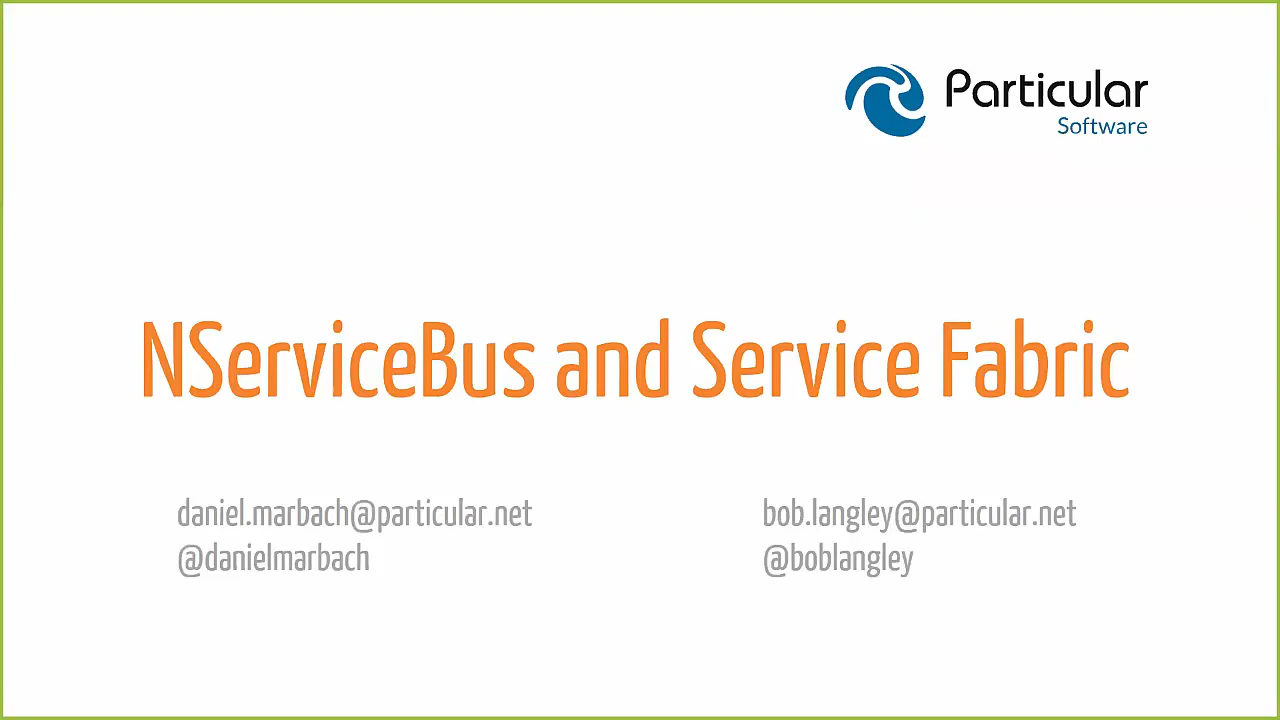 Particular
Software
NServiceBus and Service Fabric
daniel.marbach@particular.net
@danielmarbach
bob.langley@particular.net
@boblangley